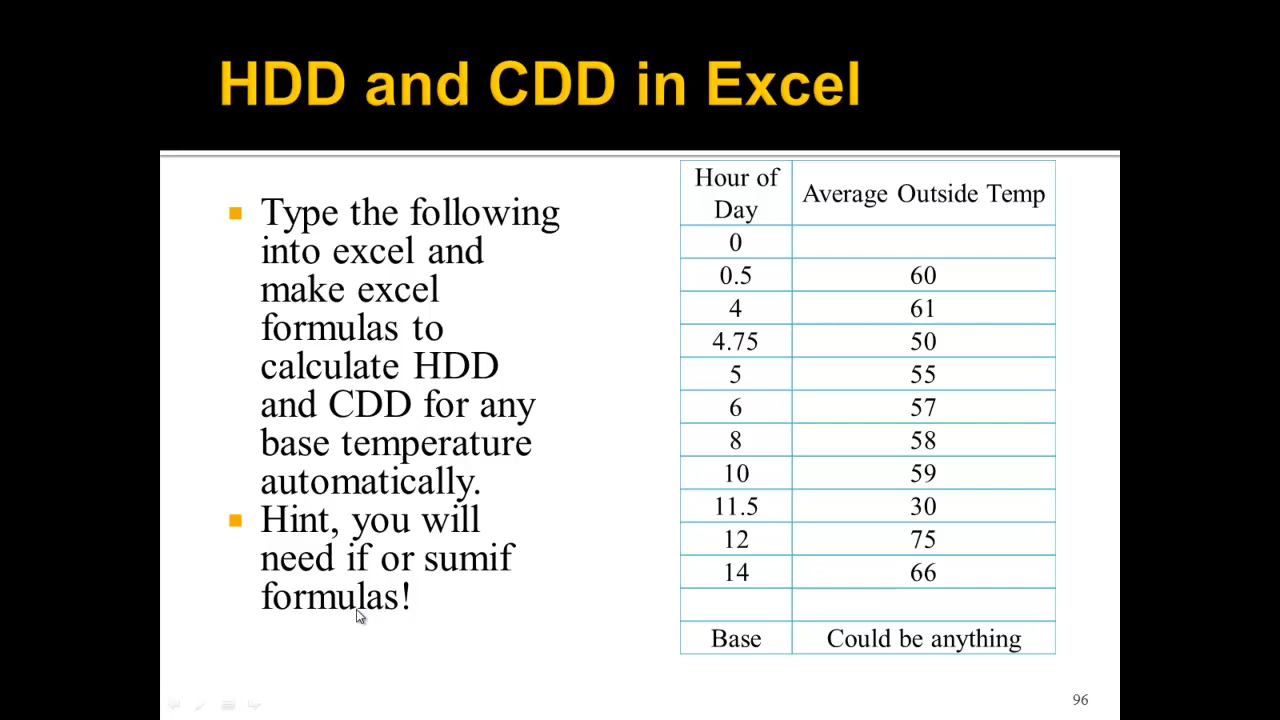 HDD and CDD in Excel
Type the following
into excel and
make excel
formulas to
calculate HDD
and CDD for any
base temperature
automatically.
Hint, you will
need if or sumif
formulas!
Hour of Day Average Outside Temp
0
0.5 60
4 61
4.75 50
5 55
6 57
8 58
10 59
11.5 30
12 75
14 66
Base Could be anything
96